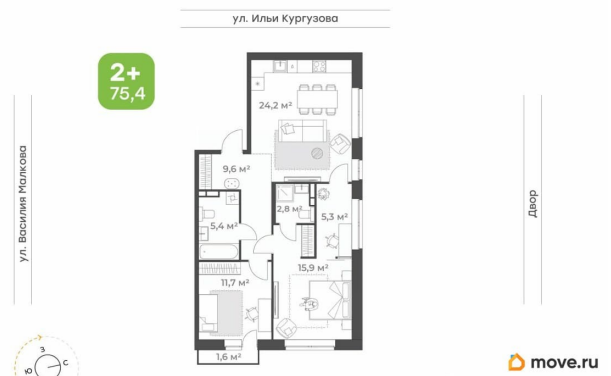 ул. Ильи Кургузова
2+
75,4
24,2 м²
ул. Василия Малкова
Двор
9,6 м²
2,8 м²
5,3 м²
5,4 м²
15,9 м²
11,7 м²
1,6 м²
З
С
Ю
move.ru